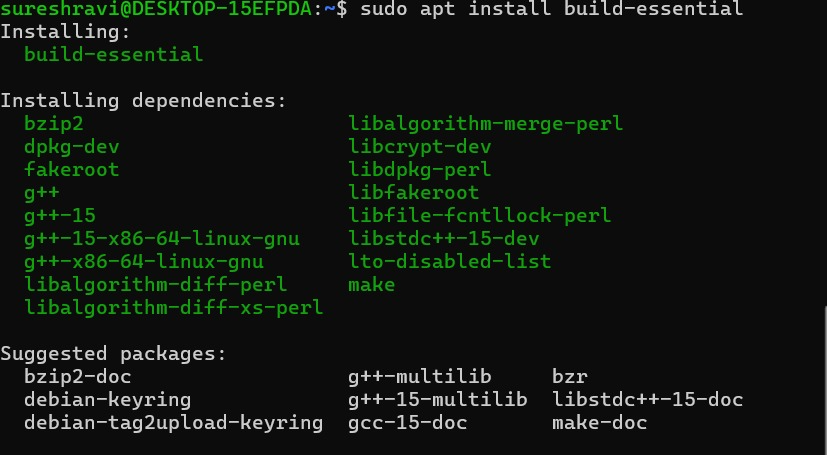 sureshravi@DESKTOP-15EFPDA:~$ sudo apt install build-essential
Installing:
  build-essential

Installing dependencies:
  bzip2                      libalgorithm-merge-perl
  dpkg-dev                   libcrypt-dev
  fakeroot                   libdpkg-perl
  g++                        libfakeroot
  g++-15                     libfile-fcntllock-perl
  g++-15-x86-64-linux-gnu    libstdc++-15-dev
  g++-x86-64-linux-gnu       lto-disabled-list
  libalgorithm-diff-perl     make
  libalgorithm-diff-xs-perl

Suggested packages:
  bzip2-doc                  g++-multilib     bzr
  debian-keyring             g++-15-multilib  libstdc++-15-doc
  debian-tag2upload-keyring  gcc-15-doc       make-doc